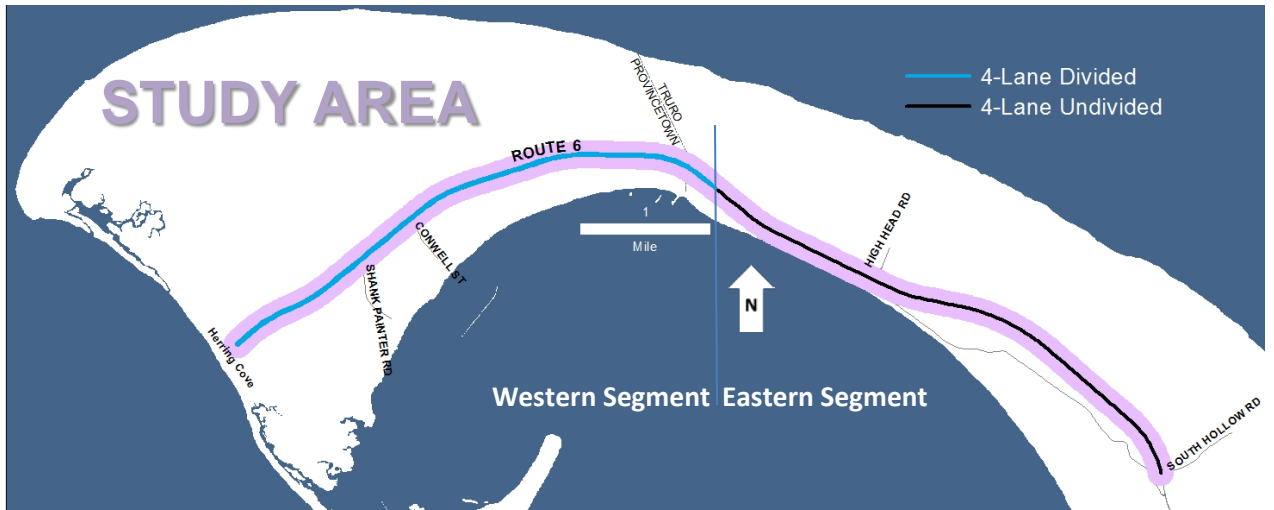 STUDY AREA
4-Lane Divided
4-Lane Undivided
TRURO
PROVINCETOWN
ROUTE 6
1
Mile
HIGH HEAD RD
CONWELL ST
SHANK PAINTER RD
N
Herring Cove
Western Segment
Eastern Segment
SOUTH HOLLOW RD